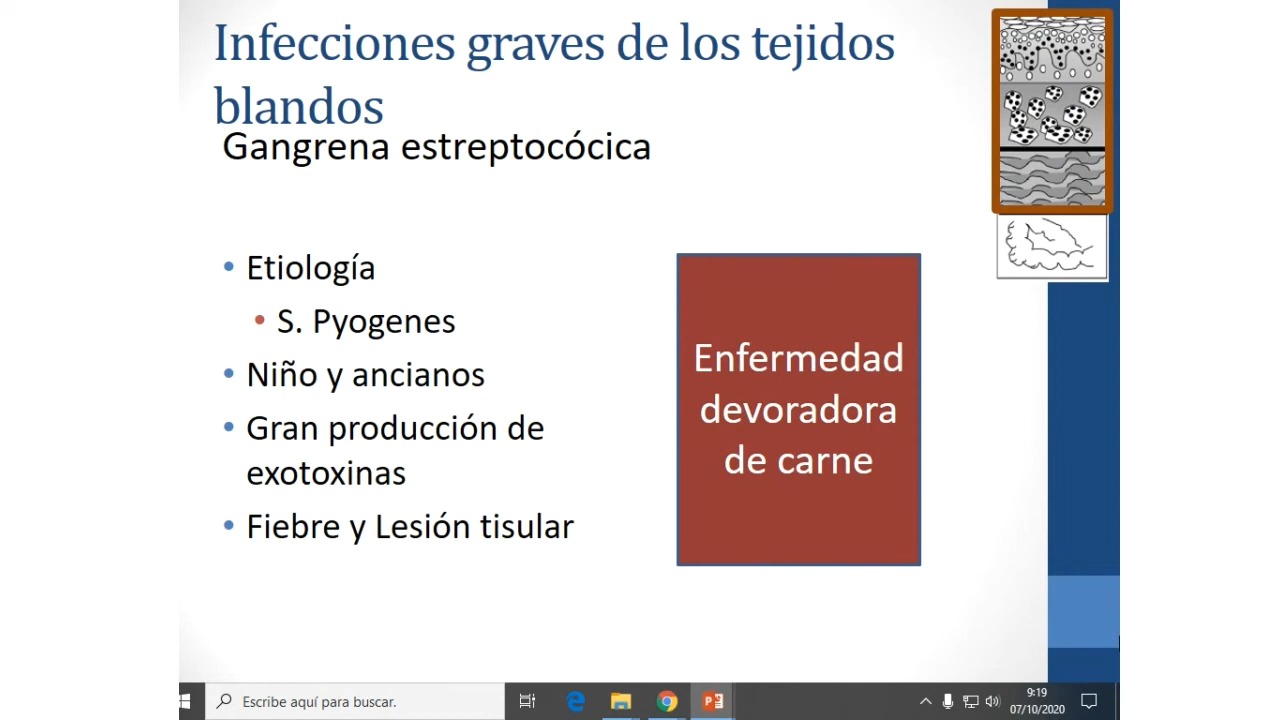 Infecciones graves de los tejidos
blandos
Gangrena estreptocócica
• Etiología
• S. Pyogenes
• Niño y ancianos
• Gran producción de
exotoxinas
• Fiebre y Lesión tisular
Enfermedad
devoradora
de carne
Escribe aquí para buscar.
9:19
07/10/2020